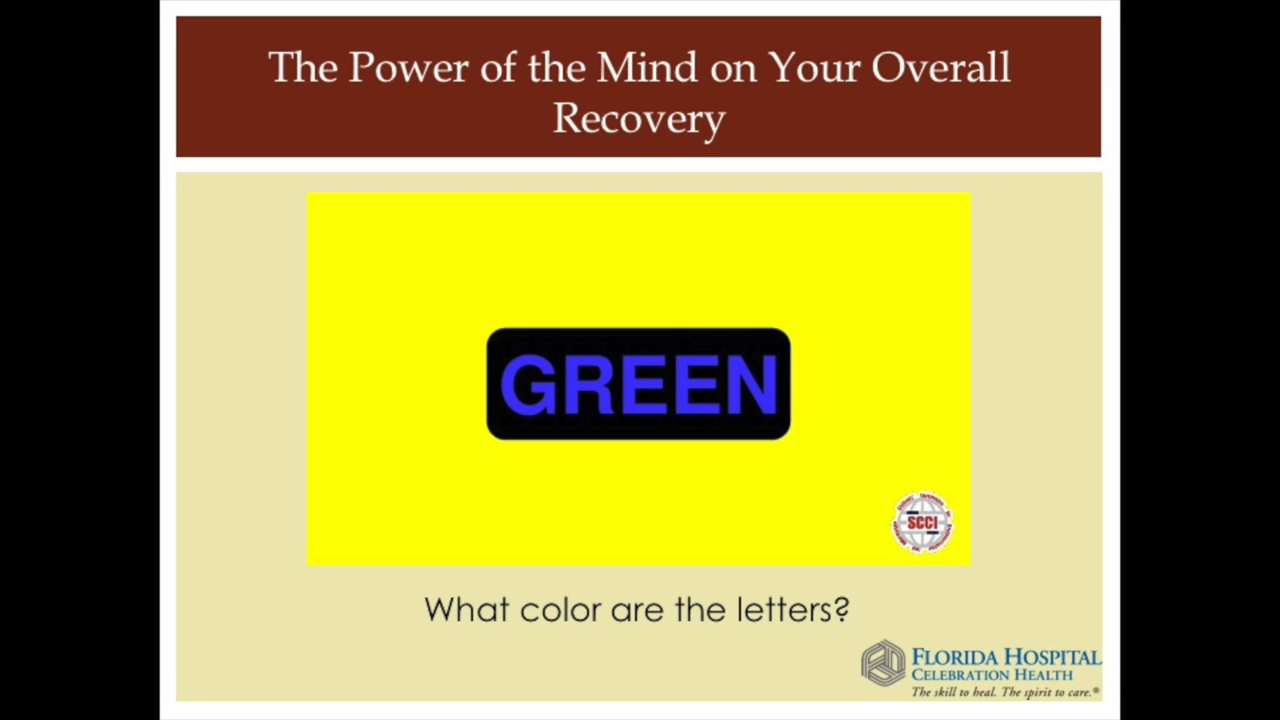 The Power of the Mind on Your Overall
Recovery
GREEN
SCCI
What color are the letters?
FLORIDA HOSPITAL
CELEBRATION HEALTH
The skill to heal. The spirit to care.®